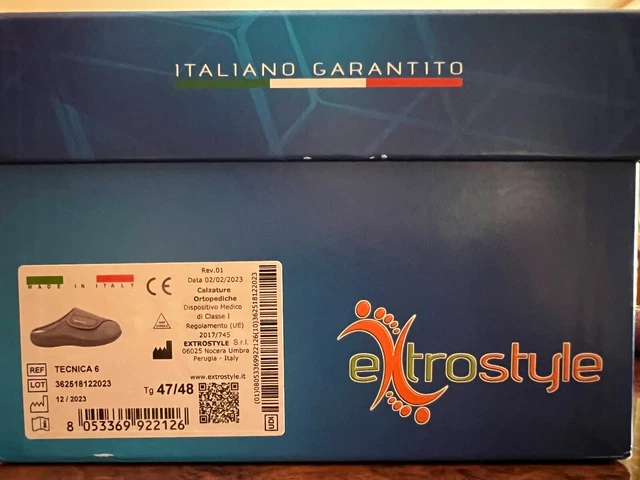 ITALIANO GARANTITO
MADE IN ITALY
CE
Rev.01
Data 02/02/2023
Calzature
Ortopediche
Dispositivo Medico
di Classe I
Regolamento (UE)
2017/745
EXTROSTYLE S.r.l.
06025 Nocera Umbra
Perugia - Italy
www.extrostyle.it
REF TECNICA 6
LOT 362518122023
12 / 2023
Tg 47/48
8 053369 922126
(01)08053369922126(10)362518122023
extrostyle